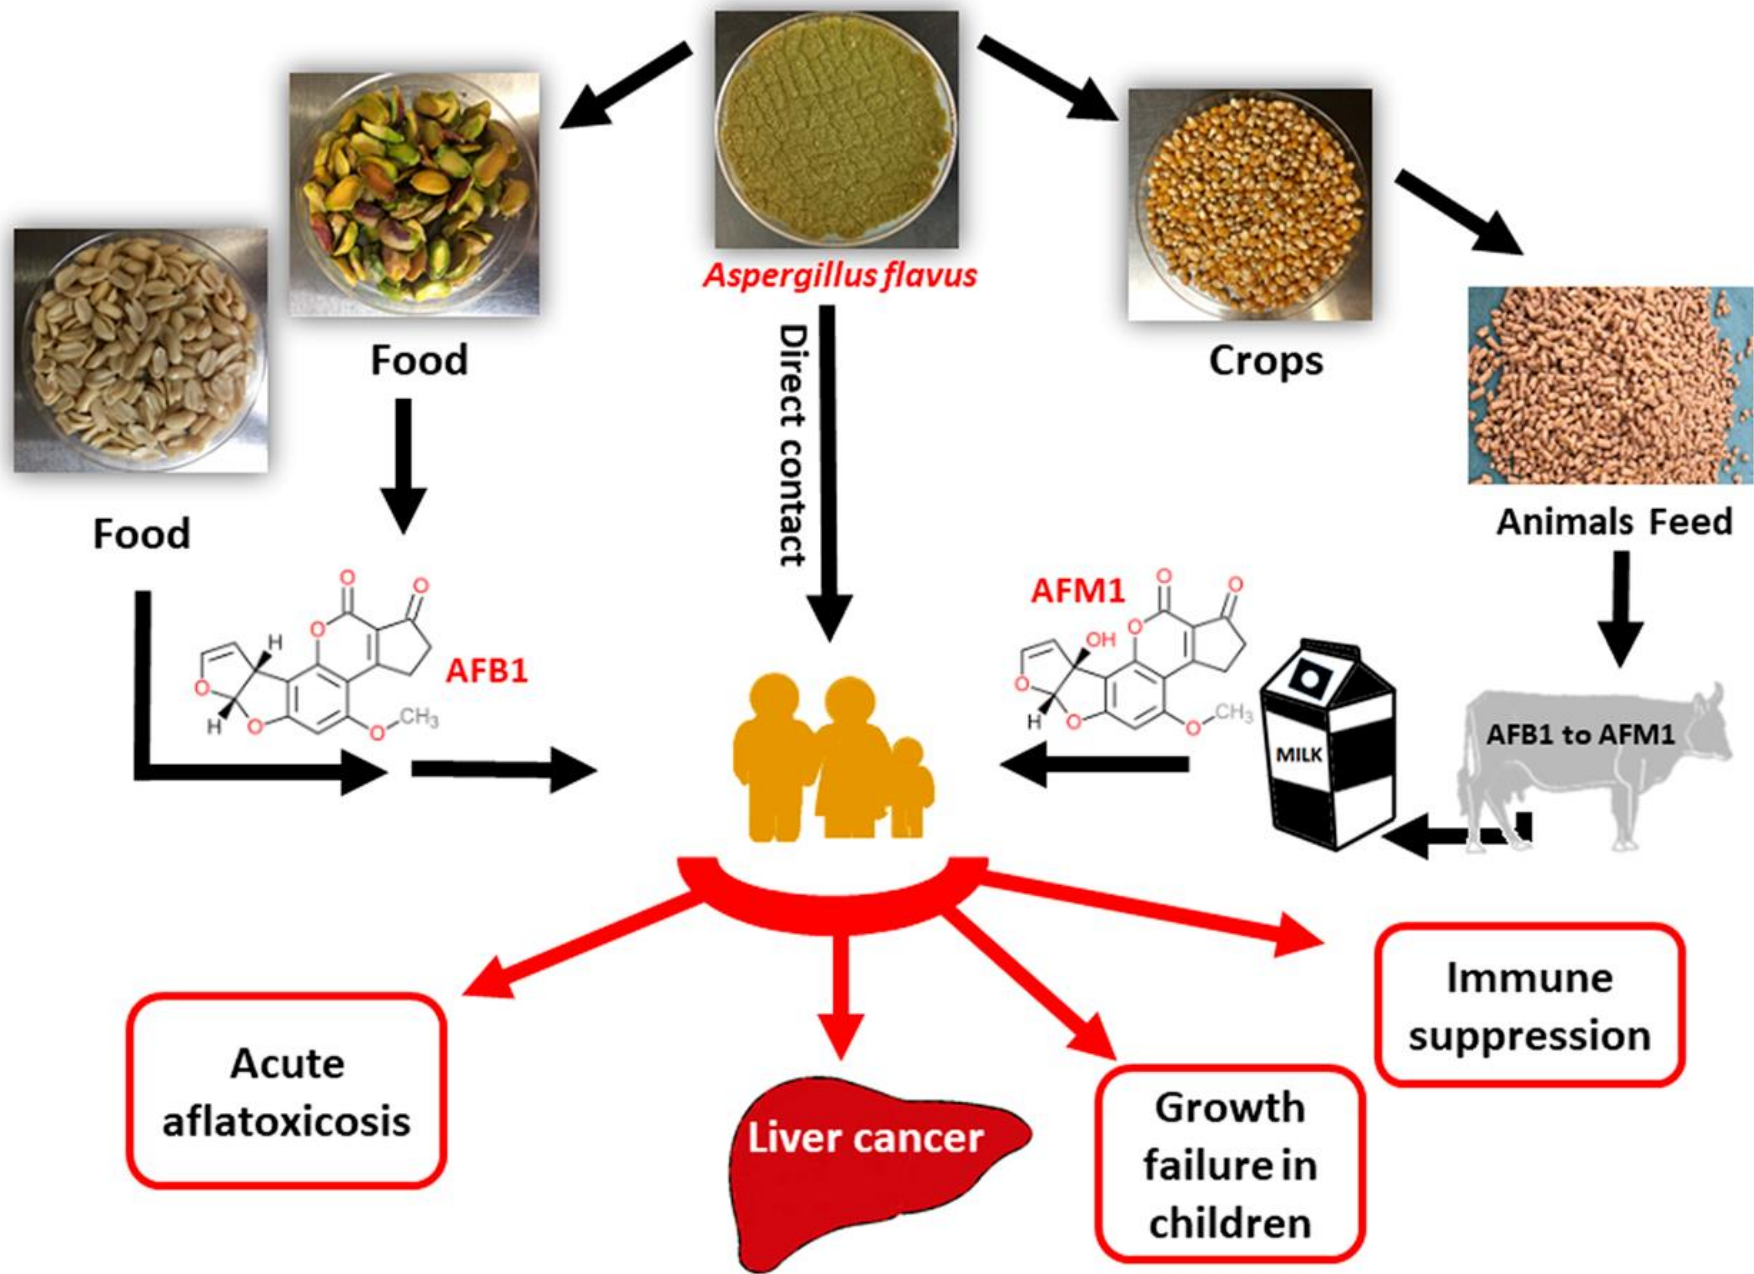 Aspergillus flavus
Food
Crops
Direct contact
Food
Animals Feed
AFB1
O
O
O
H
O
H
O
O
CH3
AFM1
O
O
O
OH
O
H
O
O
CH3
MILK
AFB1 to AFM1
Acute
aflatoxicosis
Liver cancer
Growth
failure in
children
Immune
suppression